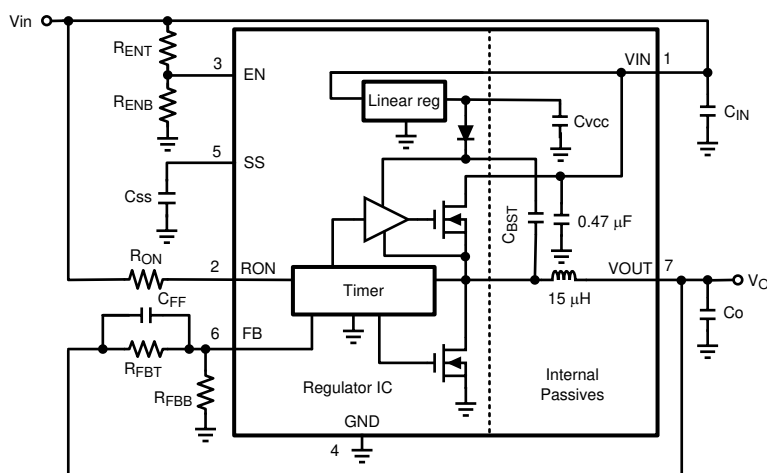 Vin
RENT
3
EN
RENB
VIN
1
Linear reg
CVCC
CIN
5
SS
Css
CBST
0.47 µF
RON
2
RON
VOUT
7
VO
Timer
15 µH
Co
CFF
6
FB
RFBT
RFBB
Regulator IC
Internal
Passives
GND
4